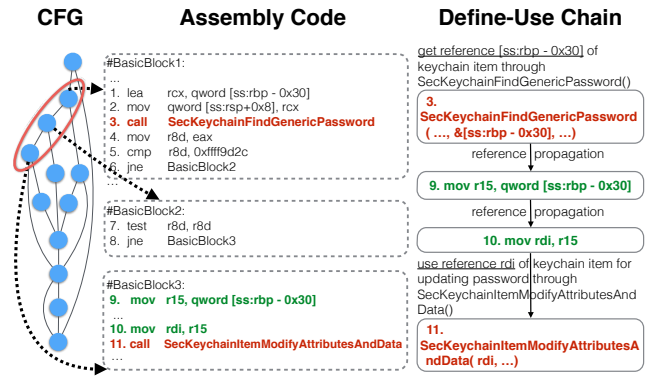 CFG
Assembly Code
Define-Use Chain
#BasicBlock1:
...
1. lea rcx, qword [ss:rbp - 0x30]
2. mov qword [ss:rsp+0x8], rcx
3. call SecKeychainFindGenericPassword
4. mov r8d, eax
5. cmp r8d, 0xffff9d2c
6. jne BasicBlock2
...
#BasicBlock2:
7. test r8d, r8d
8. jne BasicBlock3
#BasicBlock3:
9. mov r15, qword [ss:rbp - 0x30]
...
10. mov rdi, r15
11. call SecKeychainItemModifyAttributesAndData
...
get reference [ss:rbp - 0x30] of
keychain item through
SecKeychainFindGenericPassword()
3.
SecKeychainFindGenericPassword
( ..., &[ss:rbp - 0x30], ...)
reference propagation
9. mov r15, qword [ss:rbp - 0x30]
reference propagation
10. mov rdi, r15
use reference rdi of keychain item for
updating password through
SecKeychainItemModifyAttributesAnd
Data()
11.
SecKeychainItemModifyAttributesA
ndData( rdi, ...)